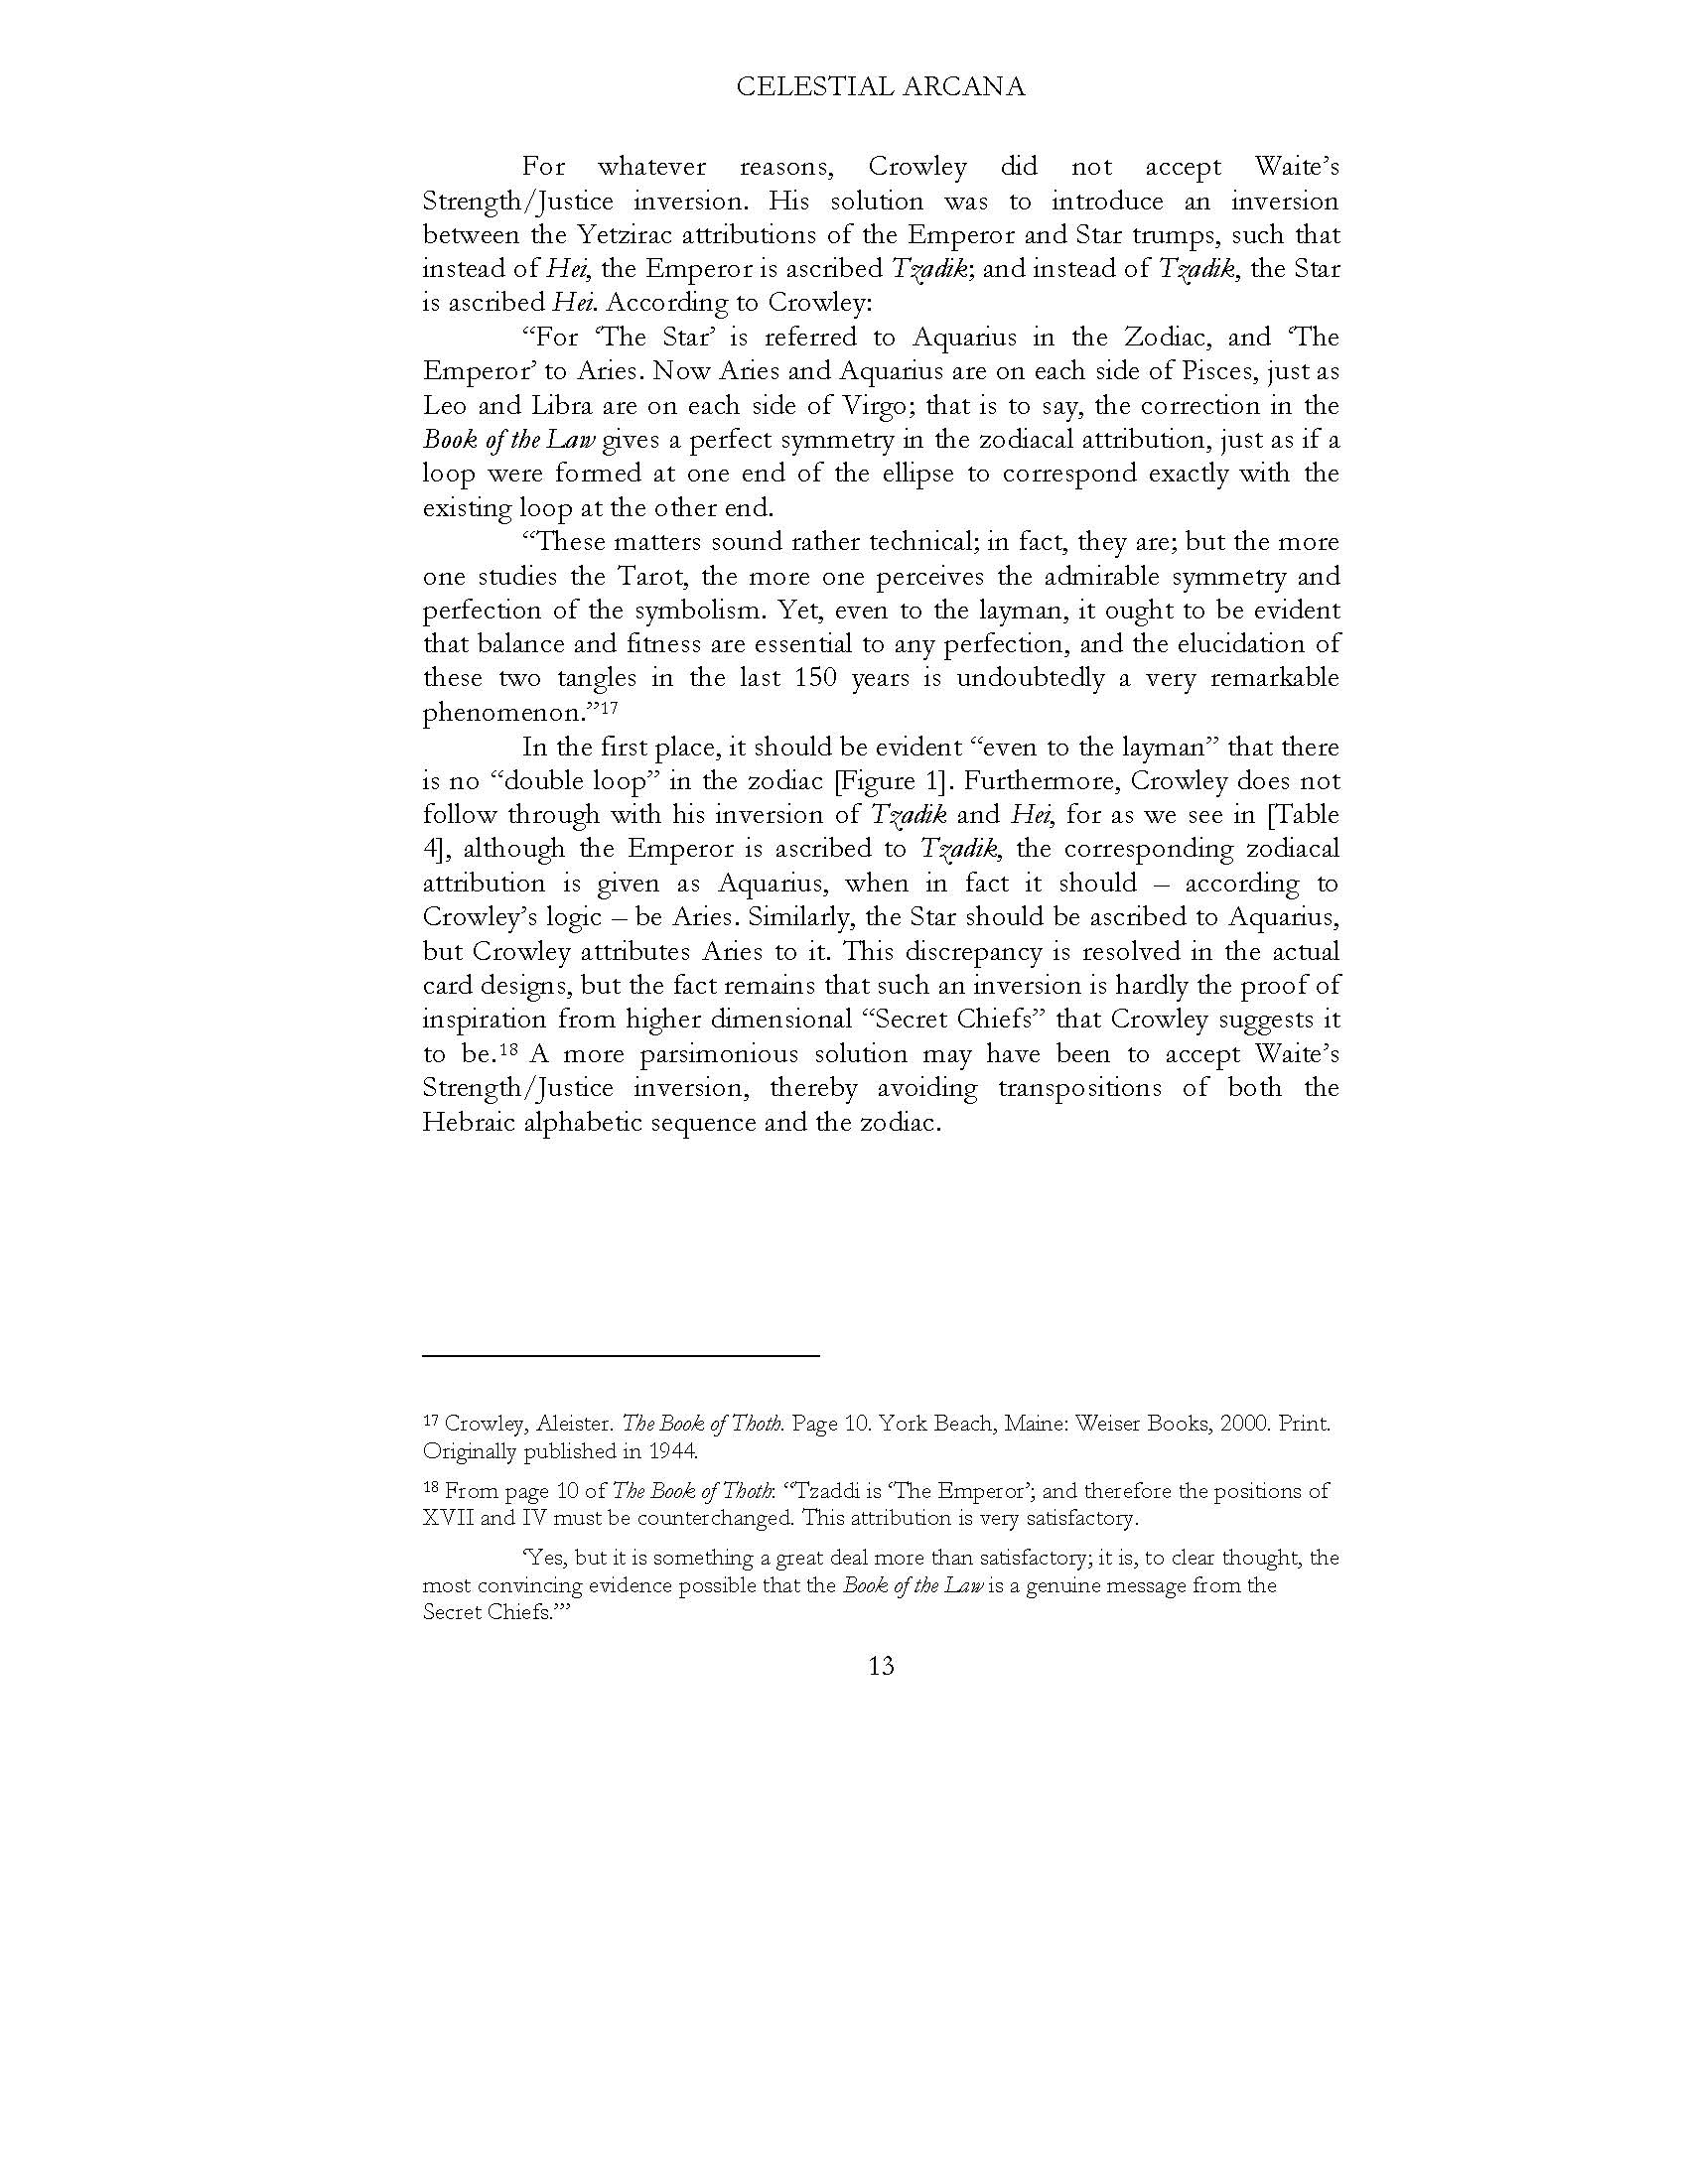 CELESTIAL ARCANA
For whatever reasons, Crowley did not accept Waite’s
Strength/Justice inversion. His solution was to introduce an inversion
between the Yetzirac attributions of the Emperor and Star trumps, such that
instead of Hei, the Emperor is ascribed Tzadik; and instead of Tzadik, the Star
is ascribed Hei. According to Crowley:
“For ‘The Star’ is referred to Aquarius in the Zodiac, and ‘The
Emperor’ to Aries. Now Aries and Aquarius are on each side of Pisces, just as
Leo and Libra are on each side of Virgo; that is to say, the correction in the
Book of the Law gives a perfect symmetry in the zodiacal attribution, just as if a
loop were formed at one end of the ellipse to correspond exactly with the
existing loop at the other end.
“These matters sound rather technical; in fact, they are; but the more
one studies the Tarot, the more one perceives the admirable symmetry and
perfection of the symbolism. Yet, even to the layman, it ought to be evident
that balance and fitness are essential to any perfection, and the elucidation of
these two tangles in the last 150 years is undoubtedly a very remarkable
phenomenon.”17
In the first place, it should be evident “even to the layman” that there
is no “double loop” in the zodiac [Figure 1]. Furthermore, Crowley does not
follow through with his inversion of Tzadik and Hei, for as we see in [Table
4], although the Emperor is ascribed to Tzadik, the corresponding zodiacal
attribution is given as Aquarius, when in fact it should – according to
Crowley’s logic – be Aries. Similarly, the Star should be ascribed to Aquarius,
but Crowley attributes Aries to it. This discrepancy is resolved in the actual
card designs, but the fact remains that such an inversion is hardly the proof of
inspiration from higher dimensional “Secret Chiefs” that Crowley suggests it
to be.18 A more parsimonious solution may have been to accept Waite’s
Strength/Justice inversion, thereby avoiding transpositions of both the
Hebraic alphabetic sequence and the zodiac.
17 Crowley, Aleister. The Book of Thoth. Page 10. York Beach, Maine: Weiser Books, 2000. Print.
Originally published in 1944.
18 From page 10 of The Book of Thoth: “Tzaddi is ‘The Emperor’; and therefore the positions of
XVII and IV must be counterchanged. This attribution is very satisfactory.
‘Yes, but it is something a great deal more than satisfactory; it is, to clear thought, the
most convincing evidence possible that the Book of the Law is a genuine message from the
Secret Chiefs.’”
13